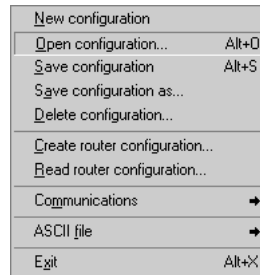 New configuration
Open configuration... Alt+O
Save configuration Alt+S
Save configuration as...
Delete configuration...
Create router configuration...
Read router configuration...
Communications
ASCII file
Exit Alt+X